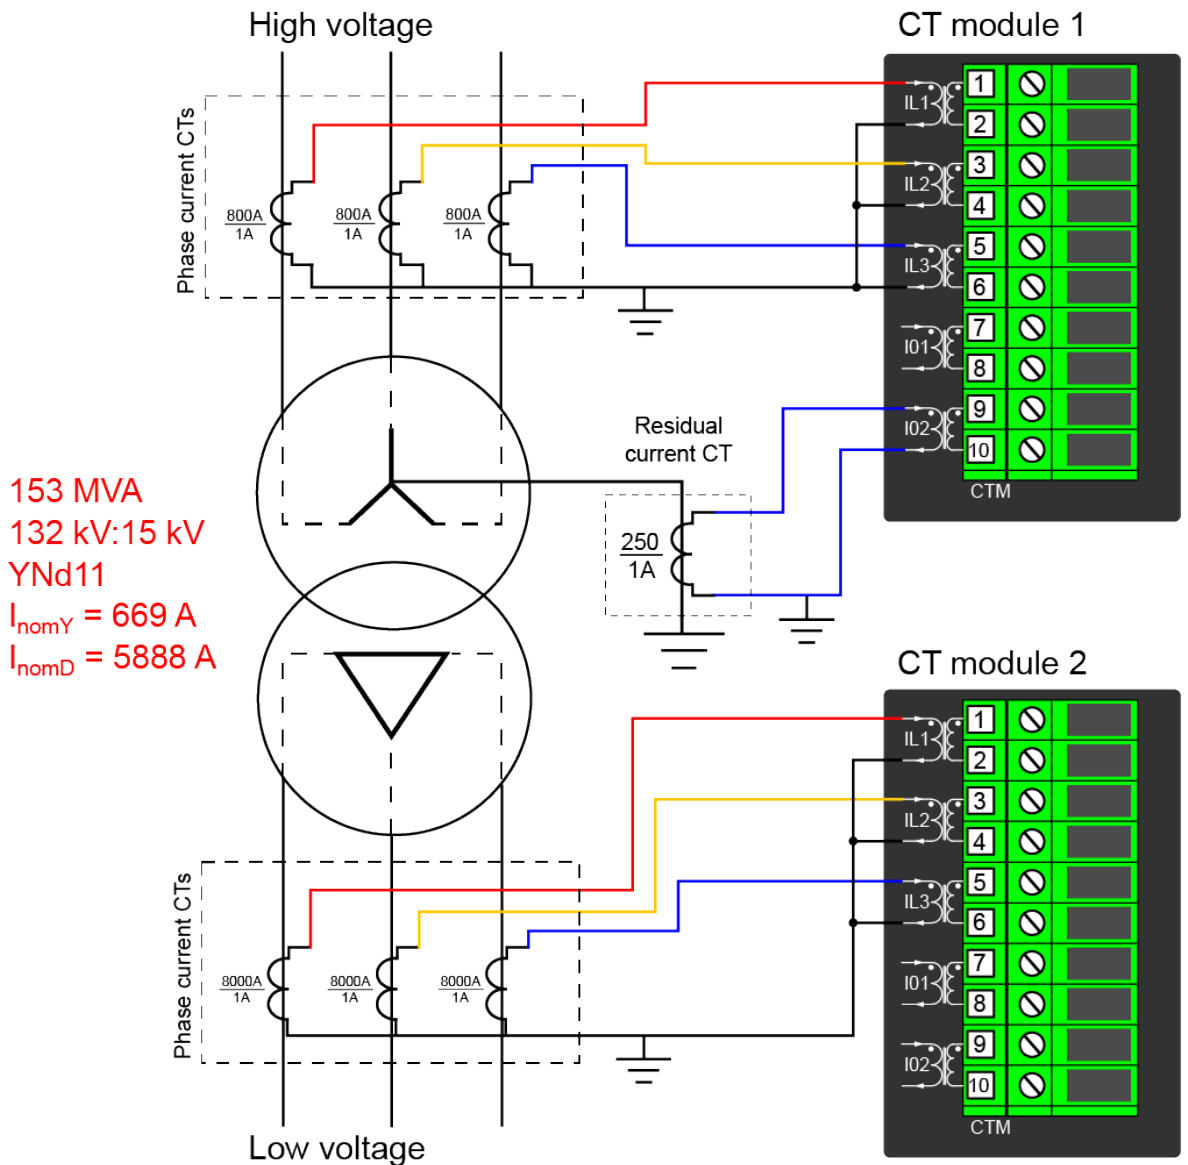 High voltage
CT module 1
Phase current CTs
800A
1A
800A
1A
800A
1A
IL1
1
2
IL2
3
4
IL3
5
6
I01
7
8
I02
9
10
CTM
Residual
current CT
250
1A
153 MVA
132 kV:15 kV
YNd11
InomY = 669 A
InomD = 5888 A
CT module 2
IL1
1
2
IL2
3
4
IL3
5
6
I01
7
8
I02
9
10
CTM
Phase current CTs
8000A
1A
8000A
1A
8000A
1A
Low voltage